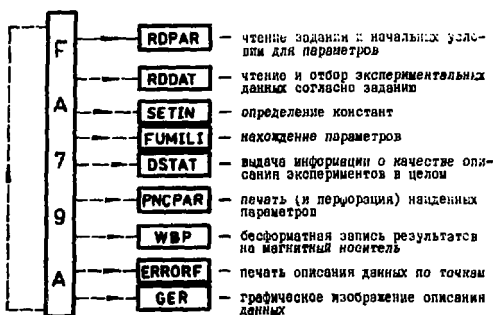 F A 7 9 A
RDPAR — чтение задания и начальных усло-
вий для параметров
RDDAT — чтение и отбор экспериментальных
данных согласно заданию
SETIN — определение констант
FUMILI — нахождение параметров
DSTAT — выдача информации о качестве опи-
сания экспериментов в целом
PNCPAR — печать (и перфорация) найденных
параметров
WBP — бесформатная запись результатов
на магнитный носитель
ERRORF — печать описания данных по точкам
GER — графическое изображение описания
данных